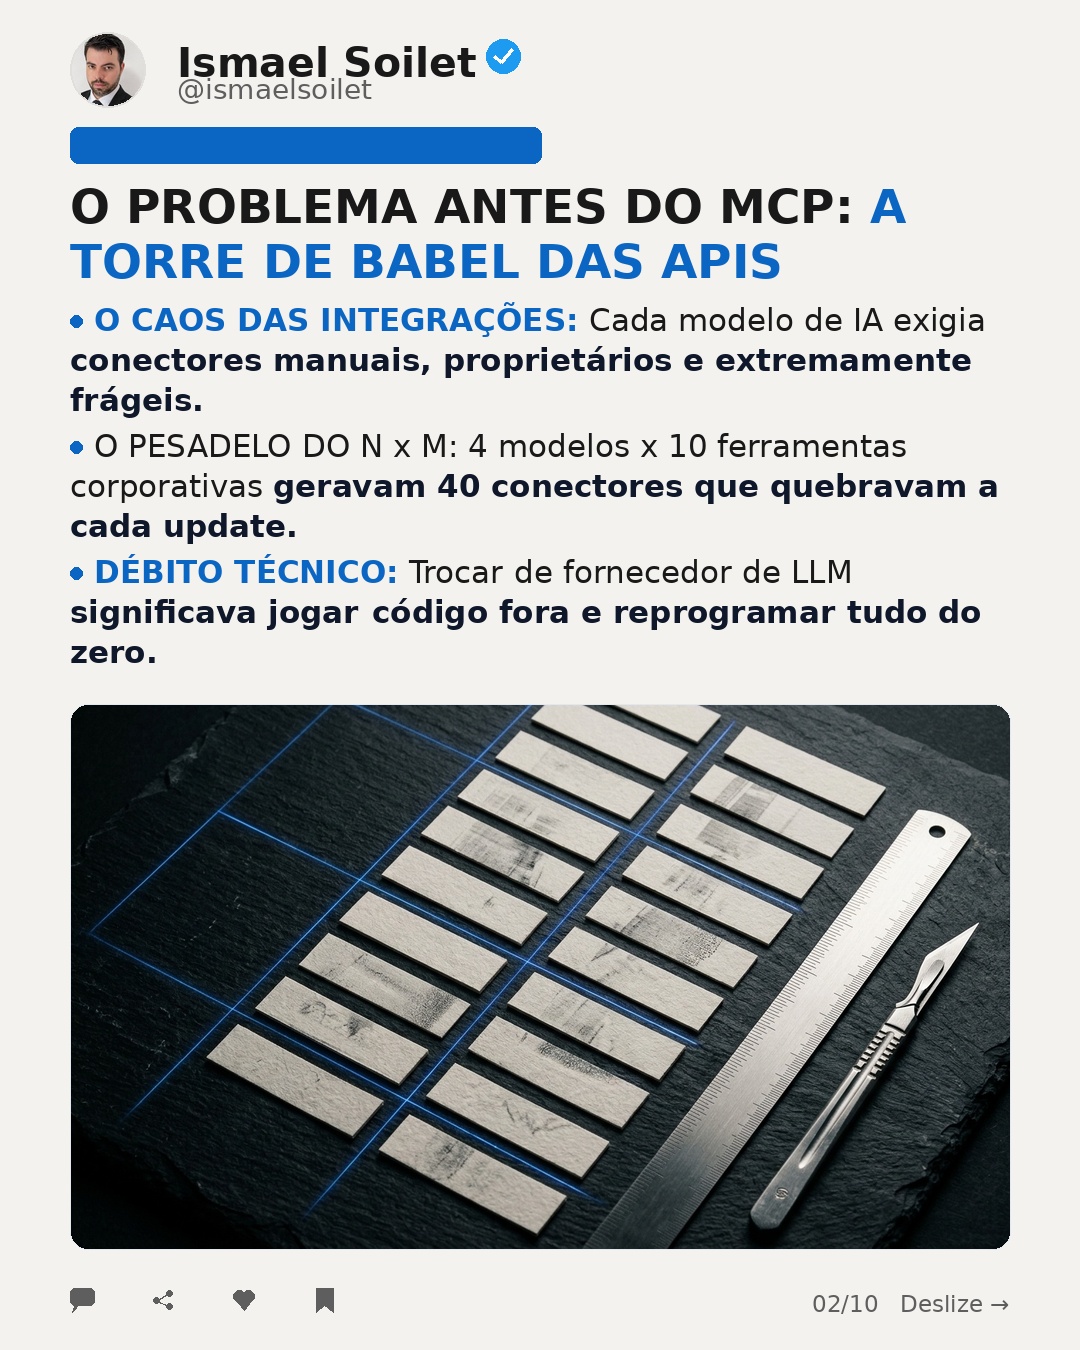 Ismael Soilet
@ismaelsoilet
O PROBLEMA ANTES DO MCP: A
TORRE DE BABEL DAS APIS
• O CAOS DAS INTEGRAÇÕES: Cada modelo de IA exigia
conectores manuais, proprietários e extremamente
frágeis.
• O PESADELO DO N x M: 4 modelos x 10 ferramentas
corporativas geravam 40 conectores que quebravam a
cada update.
• DÉBITO TÉCNICO: Trocar de fornecedor de LLM
significava jogar código fora e reprogramar tudo do
zero.
02/10 Deslize →